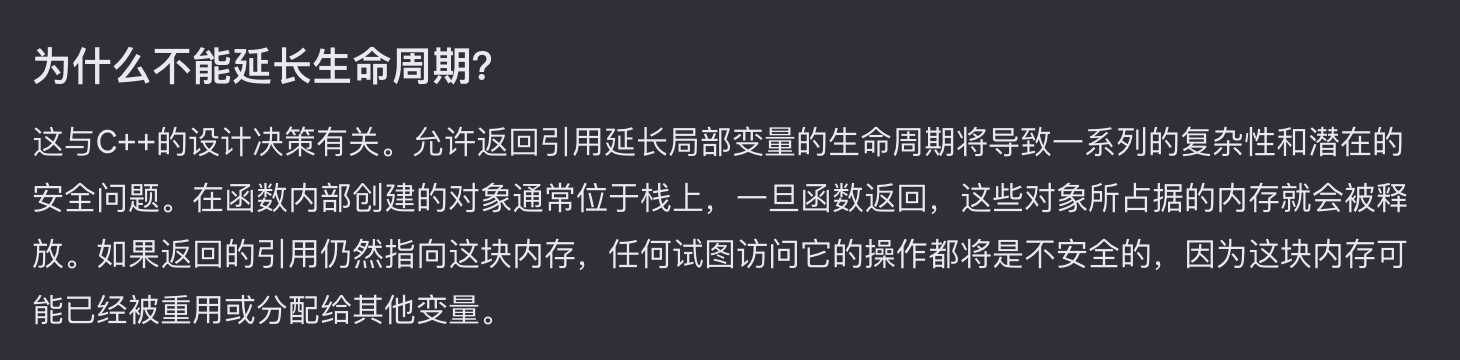 为什么不能延长生命周期?
这与C++的设计决策有关。允许返回引用延长局部变量的生命周期将导致一系列的复杂性和潜在的
安全问题。在函数内部创建的对象通常位于栈上，一旦函数返回，这些对象所占据的内存就会被释
放。如果返回的引用仍然指向这块内存，任何试图访问它的操作都将是不安全的，因为这块内存可
能已经被重用或分配给其他变量。